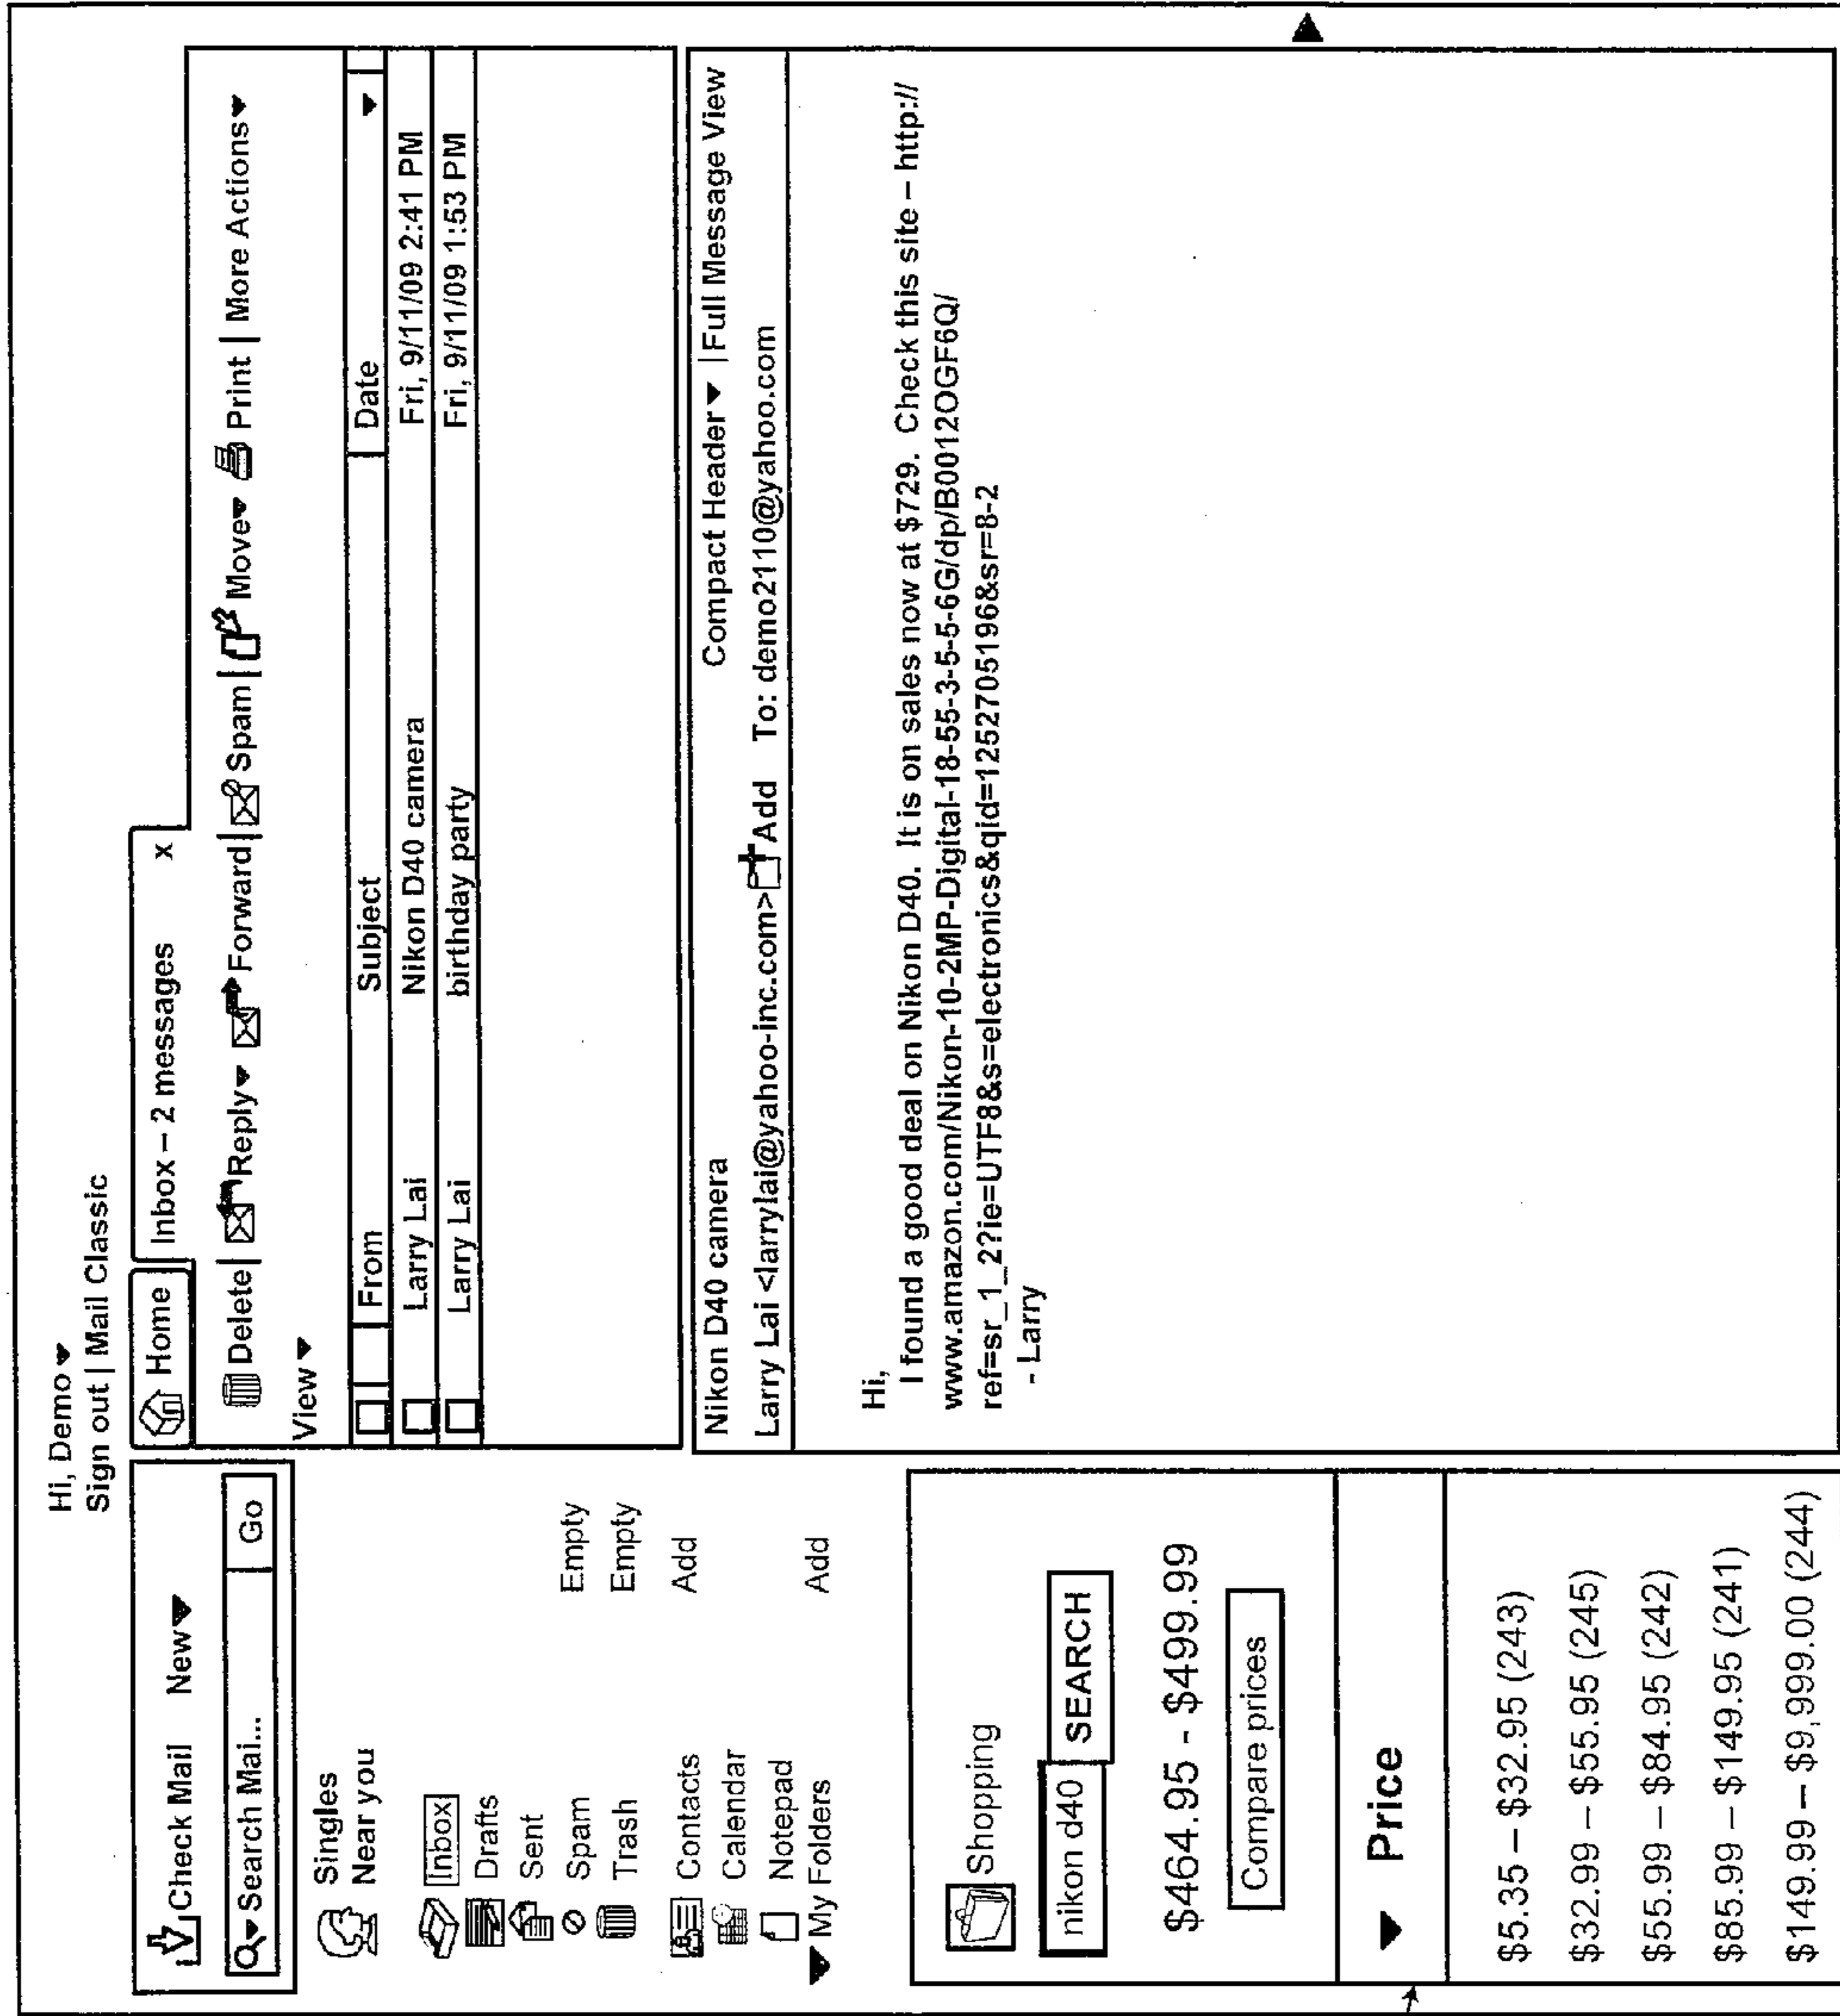 Hi, Demo
Sign out | Mail Classic
Check Mail New
Search Mai... Go
Singles
Near you
Inbox
Drafts
Sent
Spam Empty
Trash Empty
Contacts Add
Calendar
Notepad
My Folders Add
Shopping
nikon d40 SEARCH
$464.95 - $499.99
Compare prices
Price
$5.35 – $32.95 (243)
$32.99 – $55.95 (245)
$55.99 – $84.95 (242)
$85.99 – $149.95 (241)
$149.99 – $9,999.00 (244)
Home Inbox – 2 messages x
Delete | Reply Forward | Spam | Move Print | More Actions
View
From Subject Date
Larry Lai Nikon D40 camera Fri, 9/11/09 2:41 PM
Larry Lai birthday party Fri, 9/11/09 1:53 PM
Nikon D40 camera Compact Header | Full Message View
Larry Lai <larrylai@yahoo-inc.com> Add To: demo2110@yahoo.com
Hi,
I found a good deal on Nikon D40. It is on sales now at $729. Check this site – http://
www.amazon.com/Nikon-10-2MP-Digital-18-55-3-5-5-6G/dp/B0012OGF6Q/
ref=sr_1_2?ie=UTF8&s=electronics&qid=1252705196&sr=8-2
- Larry